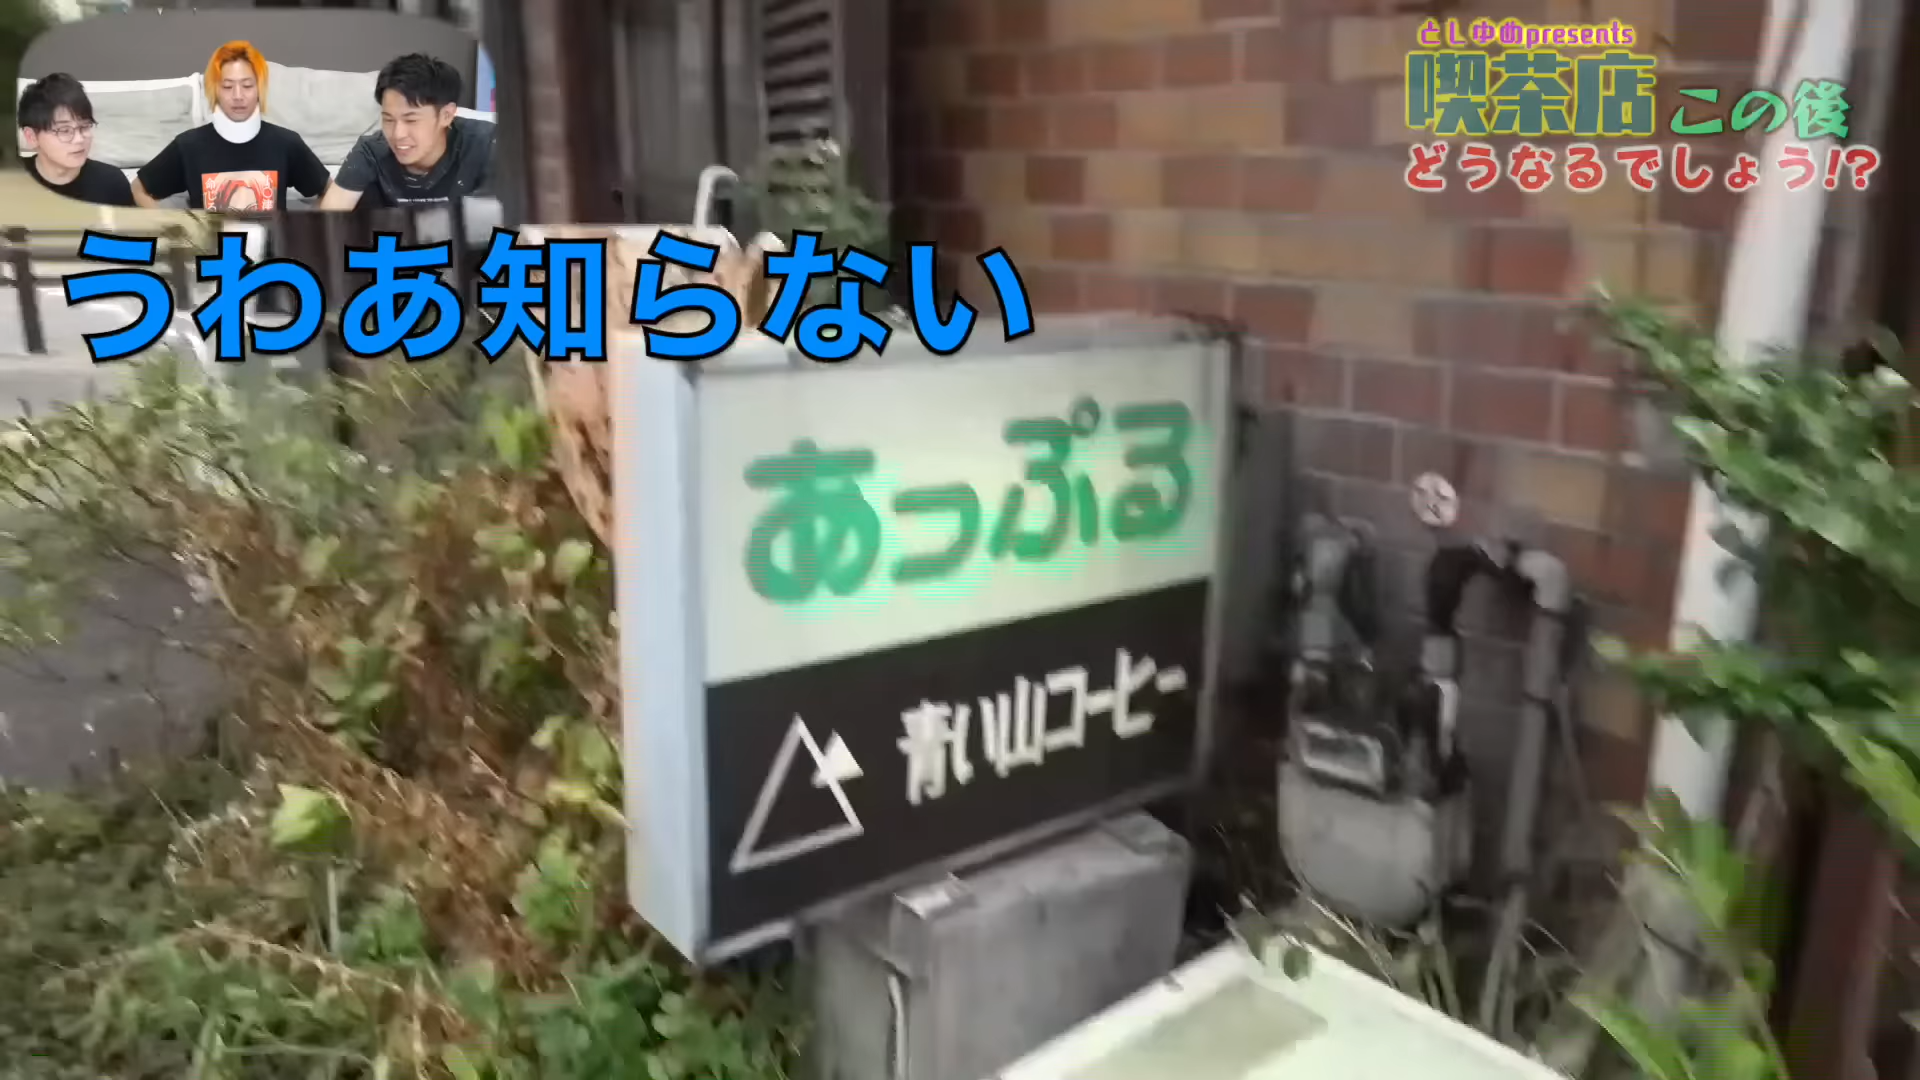 としゆめpresents
喫茶店この後
どうなるでしょう!?
うわあ知らない
あっぷる
青い山コーヒー